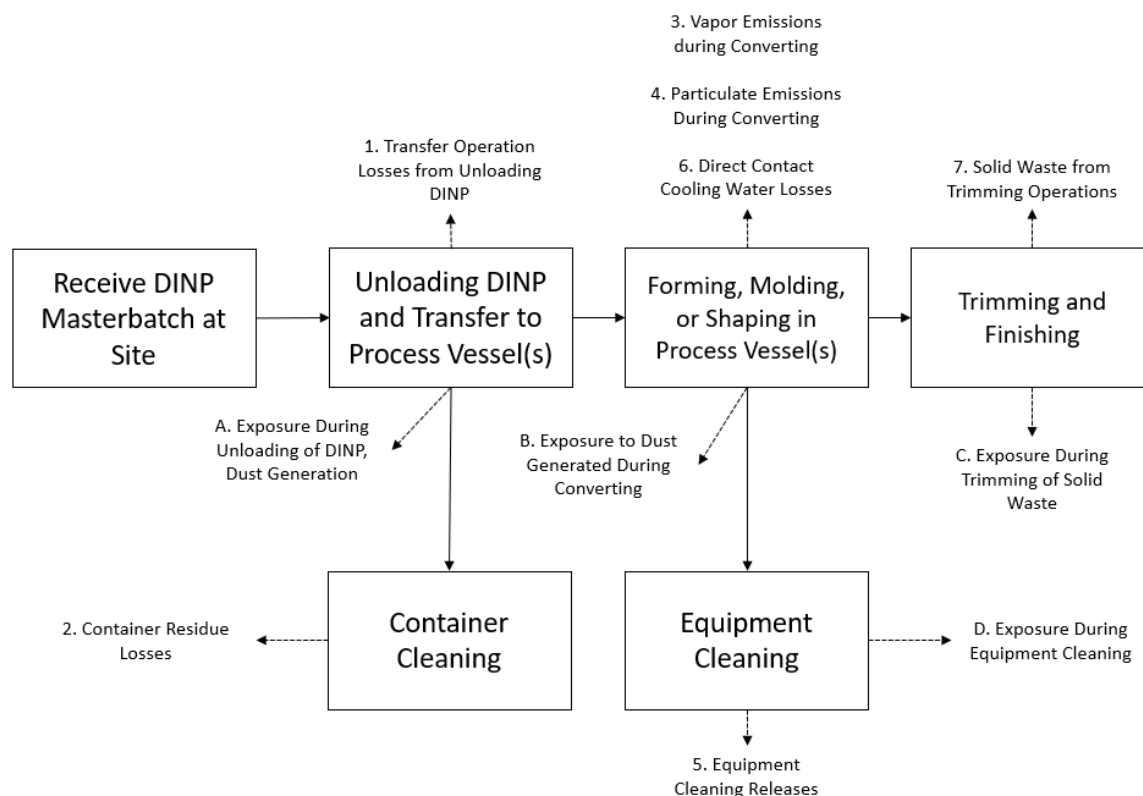 3. Vapor Emissions
during Converting
4. Particulate Emissions
During Converting
1. Transfer Operation
Losses from Unloading
DINP
6. Direct Contact
Cooling Water Losses
7. Solid Waste from
Trimming Operations
Receive DINP
Masterbatch at
Site
Unloading DINP
and Transfer to
Process Vessel(s)
Forming, Molding,
or Shaping in
Process Vessel(s)
Trimming and
Finishing
A. Exposure During
Unloading of DINP,
Dust Generation
B. Exposure to Dust
Generated During
Converting
C. Exposure During
Trimming of Solid
Waste
2. Container Residue
Losses
Container
Cleaning
Equipment
Cleaning
D. Exposure During
Equipment Cleaning
5. Equipment
Cleaning Releases